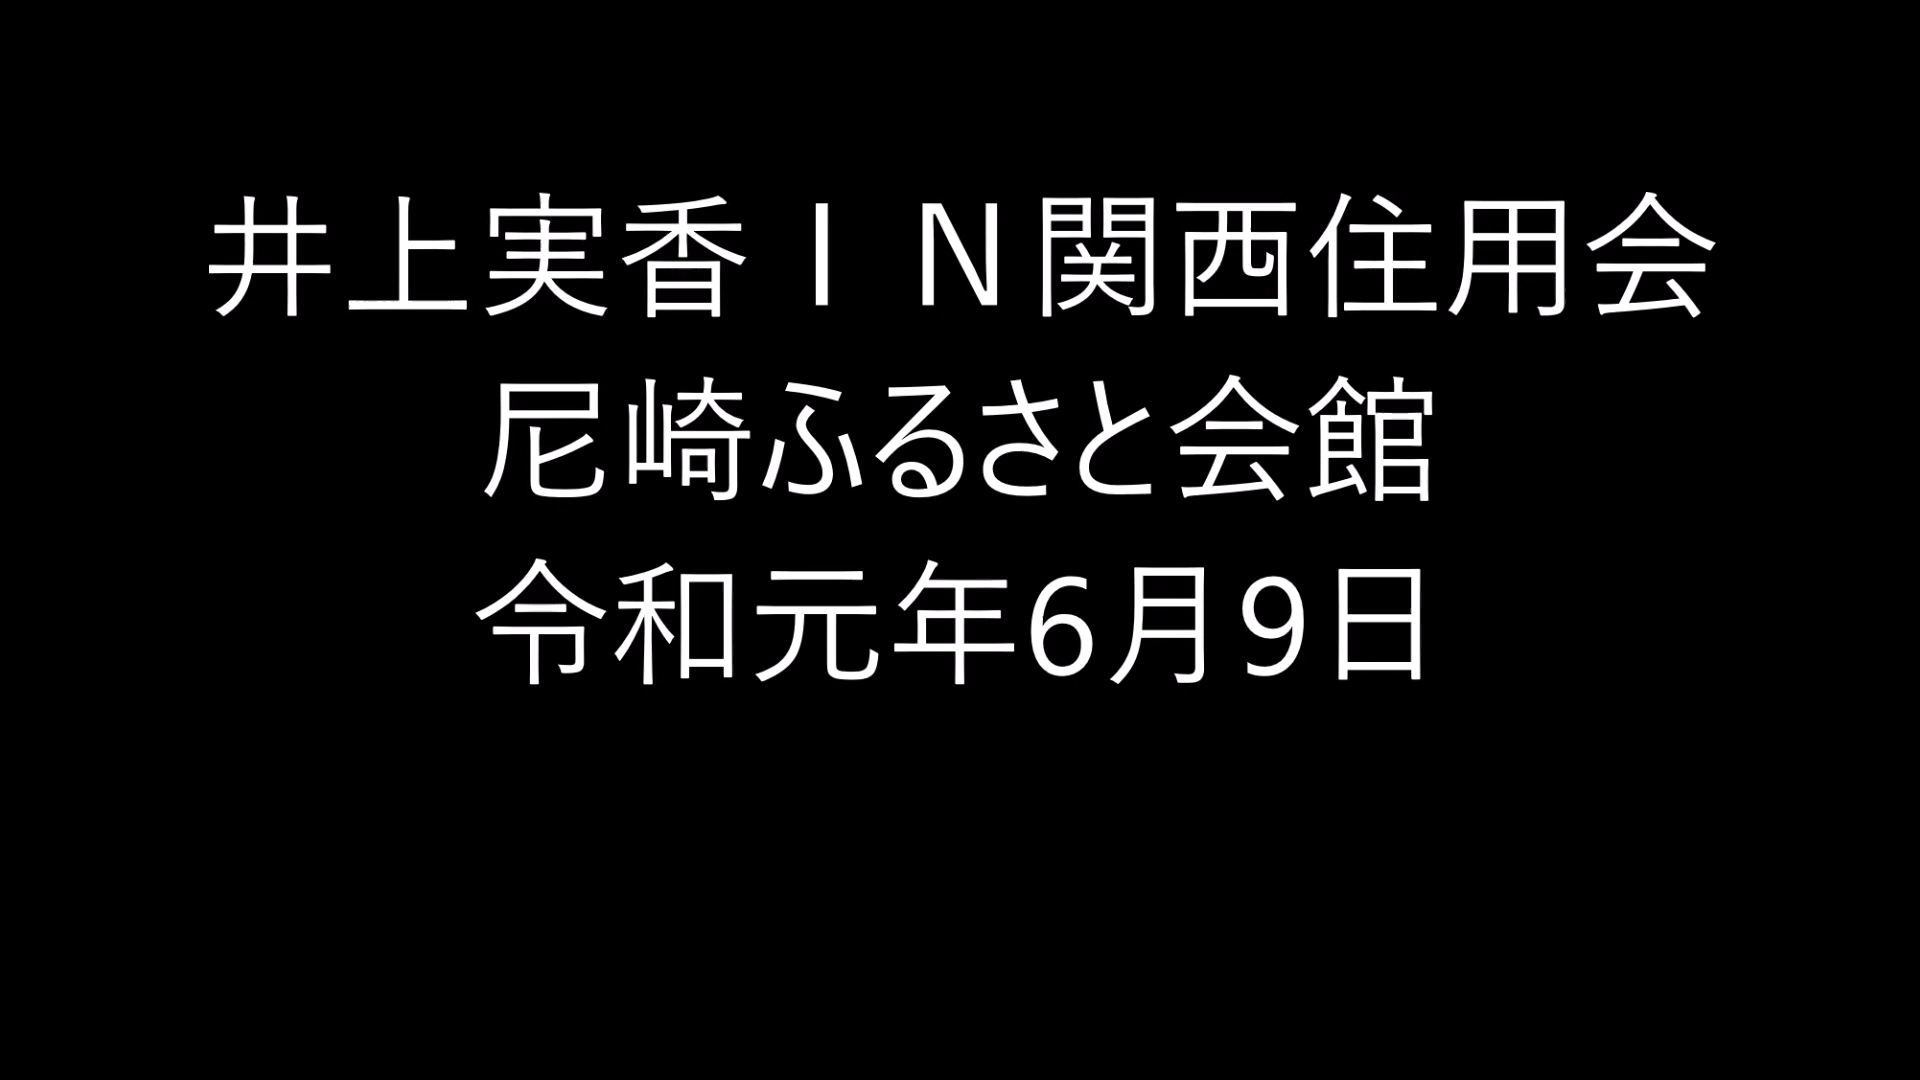 井上実香ＩＮ関西住用会
尼崎ふるさと会館
令和元年6月9日